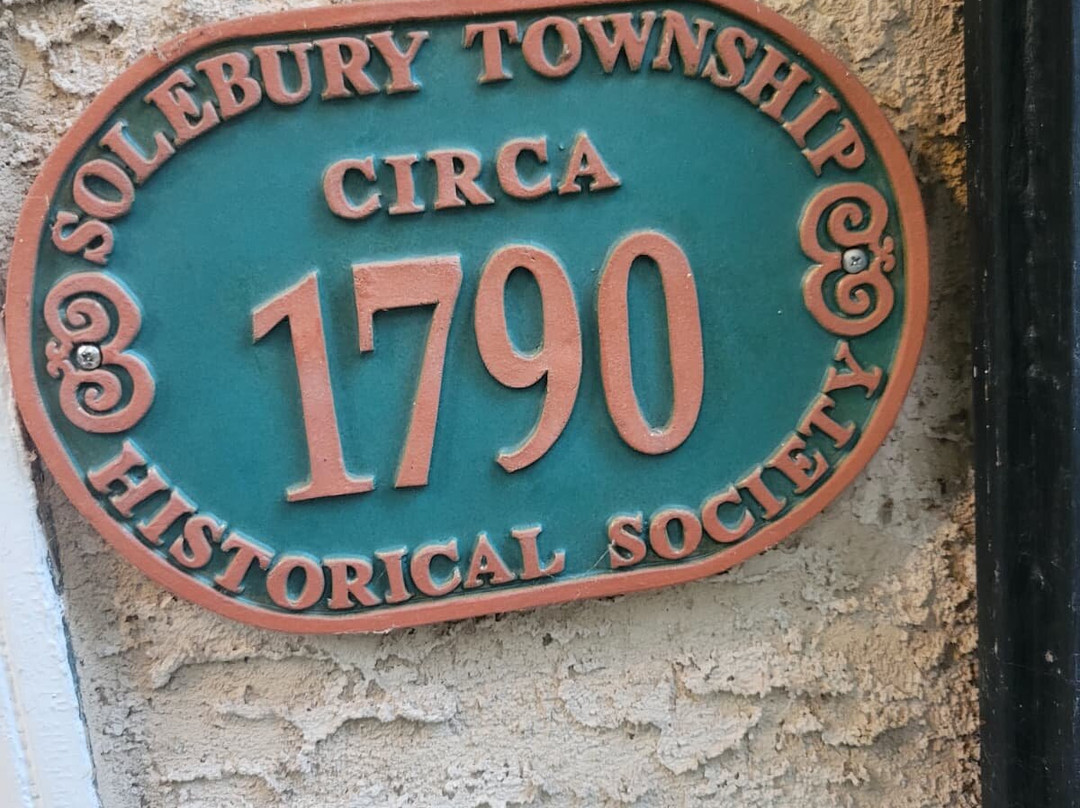 SOLEBURY TOWNSHIP
CIRCA
1790
HISTORICAL SOCIETY